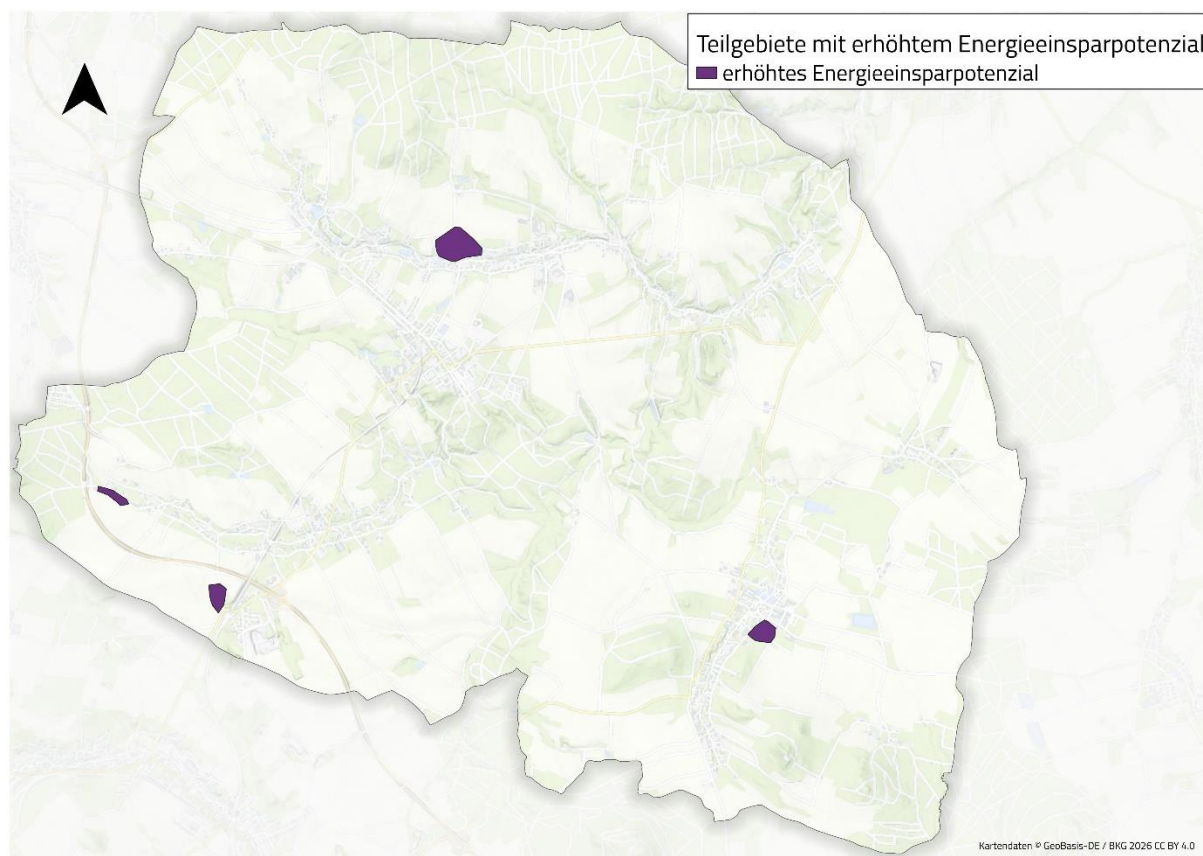 Teilgebiete mit erhöhtem Energieeinsparpotenzial
erhöhtes Energieeinsparpotenzial
Kartendaten © GeoBasis-DE / BKG 2026 CC BY 4.0